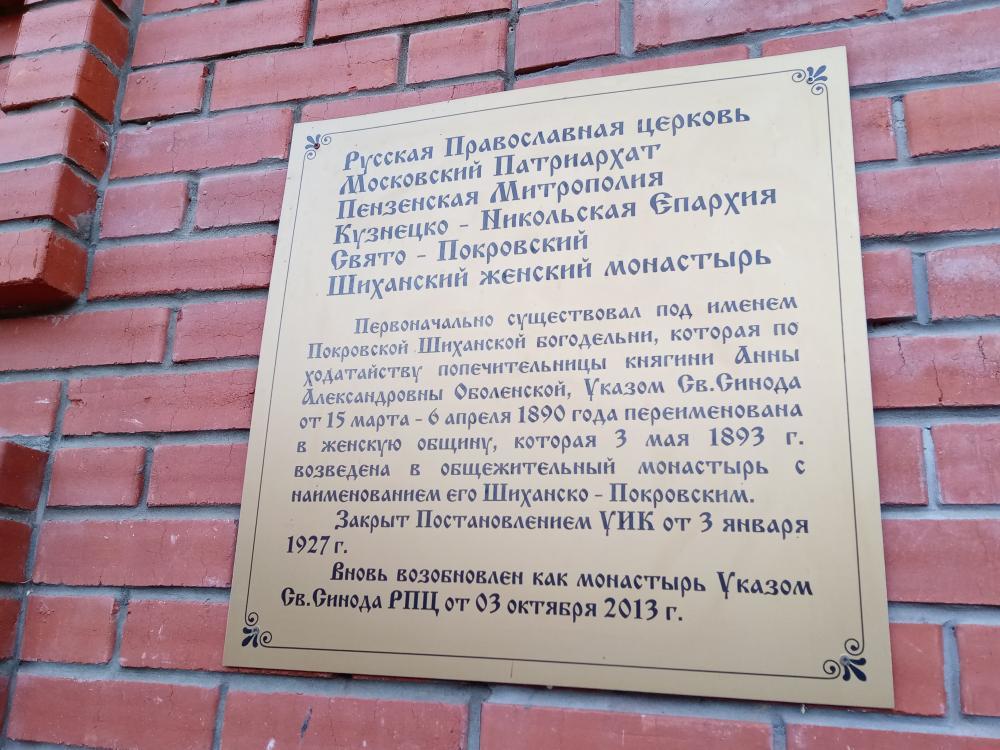 Русская Православная церковь
Московский Патриархат
Пензенская Митрополия
Кузнецко - Никольская Епархия
Свято - Покровский
Шиханский женский монастырь
Первоначально существовал под именем
Покровской Шиханской богодельни, которая по
ходатайству попечительницы княгини Анны
Александровны Оболенской, Указом Св.Синода
от 15 марта - 6 апреля 1890 года переименована
в женскую общину, которая 3 мая 1893 г.
возведена в общежительный монастырь с
наименованием его Шиханско - Покровским.
Закрыт Постановлением УИК от 3 января
1927 г.
Вновь возобновлен как монастырь Указом
Св.Синода РПЦ от 03 октября 2013 г.